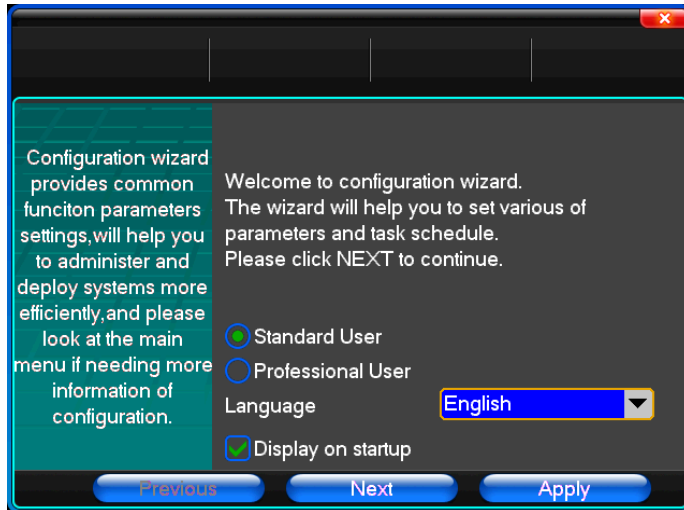 Configuration wizard
provides common
funciton parameters
settings,will help you
to administer and
deploy systems more
efficiently,and please
look at the main
menu if needing more
information of
configuration.
Welcome to configuration wizard.
The wizard will help you to set various of
parameters and task schedule.
Please click NEXT to continue.
Standard User
Professional User
Language English
Display on startup
Previous Next Apply